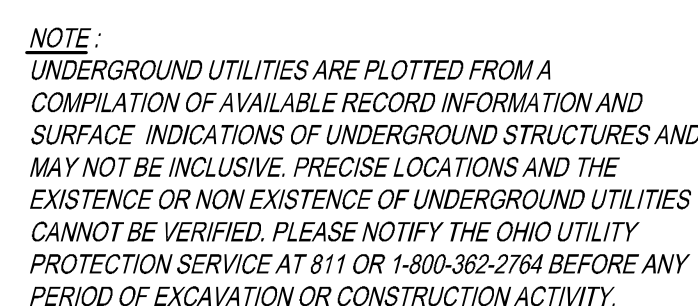 NOTE :
UNDERGROUND UTILITIES ARE PLOTTED FROM A
COMPILATION OF AVAILABLE RECORD INFORMATION AND
SURFACE INDICATIONS OF UNDERGROUND STRUCTURES AND
MAY NOT BE INCLUSIVE. PRECISE LOCATIONS AND THE
EXISTENCE OR NON EXISTENCE OF UNDERGROUND UTILITIES
CANNOT BE VERIFIED. PLEASE NOTIFY THE OHIO UTILITY
PROTECTION SERVICE AT 811 OR 1-800-362-2764 BEFORE ANY
PERIOD OF EXCAVATION OR CONSTRUCTION ACTIVITY.